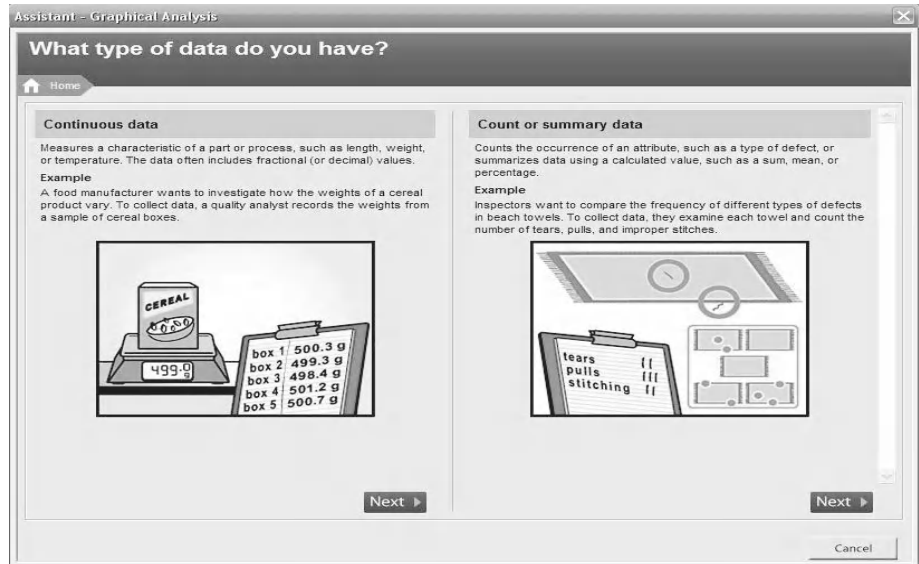 Assistant - Graphical Analysis
What type of data do you have?
Home
Continuous data
Measures a characteristic of a part or process, such as length, weight,
or temperature. The data often includes fractional (or decimal) values.
Example
A food manufacturer wants to investigate how the weights of a cereal
product vary. To collect data, a quality analyst records the weights from
a sample of cereal boxes.
CEREAL
499.9 g
box 1 500.3 g
box 2 499.3 g
box 3 498.4 g
box 4 501.2 g
box 5 500.7 g
Next
Count or summary data
Counts the occurrence of an attribute, such as a type of defect, or
summarizes data using a calculated value, such as a sum, mean, or
percentage.
Example
Inspectors want to compare the frequency of different types of defects
in beach towels. To collect data, they examine each towel and count the
number of tears, pulls, and improper stitches.
tears II
pulls III
stitching II
Next
Cancel